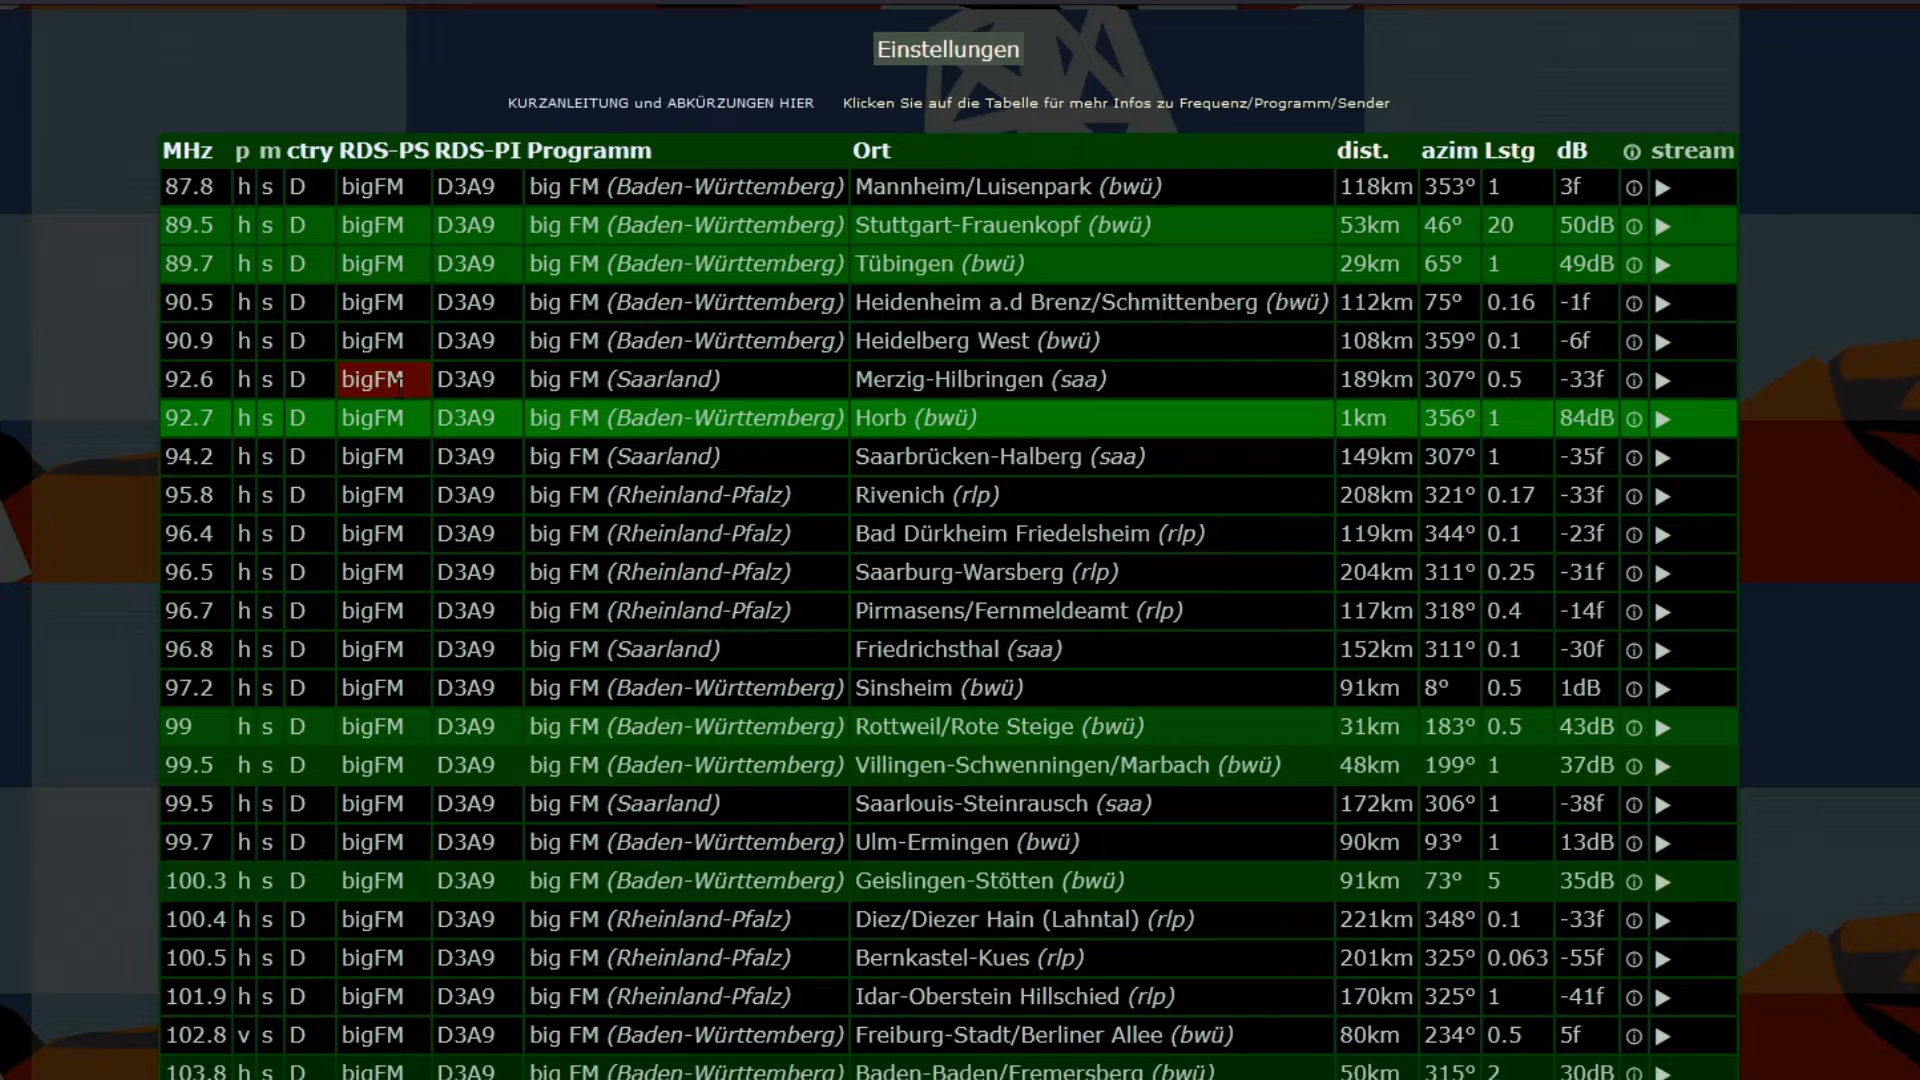 Einstellungen
KURZANLEITUNG und ABKÜRZUNGEN HIER Klicken Sie auf die Tabelle für mehr Infos zu Frequenz/Programm/Sender
MHz p m ctry RDS-PS RDS-PI Programm Ort dist. azim Lstg dB ⓘ stream
87.8 h s D bigFM D3A9 big FM (Baden-Württemberg) Mannheim/Luisenpark (bwü) 118km 353° 1 3f ⓘ ▶
89.5 h s D bigFM D3A9 big FM (Baden-Württemberg) Stuttgart-Frauenkopf (bwü) 53km 46° 20 50dB ⓘ ▶
89.7 h s D bigFM D3A9 big FM (Baden-Württemberg) Tübingen (bwü) 29km 65° 1 49dB ⓘ ▶
90.5 h s D bigFM D3A9 big FM (Baden-Württemberg) Heidenheim a.d Brenz/Schmittenberg (bwü) 112km 75° 0.16 -1f ⓘ ▶
90.9 h s D bigFM D3A9 big FM (Baden-Württemberg) Heidelberg West (bwü) 108km 359° 0.1 -6f ⓘ ▶
92.6 h s D bigFM D3A9 big FM (Saarland) Merzig-Hilbringen (saa) 189km 307° 0.5 -33f ⓘ ▶
92.7 h s D bigFM D3A9 big FM (Baden-Württemberg) Horb (bwü) 1km 356° 1 84dB ⓘ ▶
94.2 h s D bigFM D3A9 big FM (Saarland) Saarbrücken-Halberg (saa) 149km 307° 1 -35f ⓘ ▶
95.8 h s D bigFM D3A9 big FM (Rheinland-Pfalz) Rivenich (rlp) 208km 321° 0.17 -33f ⓘ ▶
96.4 h s D bigFM D3A9 big FM (Rheinland-Pfalz) Bad Dürkheim Friedelsheim (rlp) 119km 344° 0.1 -23f ⓘ ▶
96.5 h s D bigFM D3A9 big FM (Rheinland-Pfalz) Saarburg-Warsberg (rlp) 204km 311° 0.25 -31f ⓘ ▶
96.7 h s D bigFM D3A9 big FM (Rheinland-Pfalz) Pirmasens/Fernmeldeamt (rlp) 117km 318° 0.4 -14f ⓘ ▶
96.8 h s D bigFM D3A9 big FM (Saarland) Friedrichsthal (saa) 152km 311° 0.1 -30f ⓘ ▶
97.2 h s D bigFM D3A9 big FM (Baden-Württemberg) Sinsheim (bwü) 91km 8° 0.5 1dB ⓘ ▶
99 h s D bigFM D3A9 big FM (Baden-Württemberg) Rottweil/Rote Steige (bwü) 31km 183° 0.5 43dB ⓘ ▶
99.5 h s D bigFM D3A9 big FM (Baden-Württemberg) Villingen-Schwenningen/Marbach (bwü) 48km 199° 1 37dB ⓘ ▶
99.5 h s D bigFM D3A9 big FM (Saarland) Saarlouis-Steinrausch (saa) 172km 306° 1 -38f ⓘ ▶
99.7 h s D bigFM D3A9 big FM (Baden-Württemberg) Ulm-Ermingen (bwü) 90km 93° 1 13dB ⓘ ▶
100.3 h s D bigFM D3A9 big FM (Baden-Württemberg) Geislingen-Stötten (bwü) 91km 73° 5 35dB ⓘ ▶
100.4 h s D bigFM D3A9 big FM (Rheinland-Pfalz) Diez/Diezer Hain (Lahntal) (rlp) 221km 348° 0.1 -33f ⓘ ▶
100.5 h s D bigFM D3A9 big FM (Rheinland-Pfalz) Bernkastel-Kues (rlp) 201km 325° 0.063 -55f ⓘ ▶
101.9 h s D bigFM D3A9 big FM (Rheinland-Pfalz) Idar-Oberstein Hillschied (rlp) 170km 325° 1 -41f ⓘ ▶
102.8 v s D bigFM D3A9 big FM (Baden-Württemberg) Freiburg-Stadt/Berliner Allee (bwü) 80km 234° 0.5 5f ⓘ ▶
103.8 h s D bigFM D3A9 big FM (Baden-Württemberg) Baden-Baden/Fremersberg (bwü) 50km 315° 2 30dB ⓘ ▶